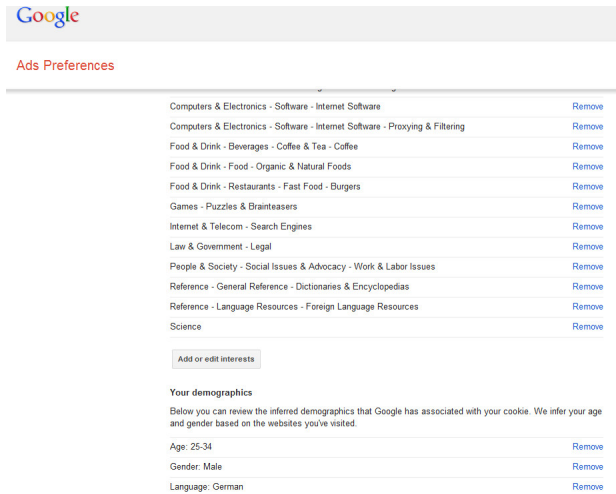 Google
Ads Preferences
Computers & Electronics - Software - Internet Software Remove
Computers & Electronics - Software - Internet Software - Proxying & Filtering Remove
Food & Drink - Beverages - Coffee & Tea - Coffee Remove
Food & Drink - Food - Organic & Natural Foods Remove
Food & Drink - Restaurants - Fast Food - Burgers Remove
Games - Puzzles & Brainteasers Remove
Internet & Telecom - Search Engines Remove
Law & Government - Legal Remove
People & Society - Social Issues & Advocacy - Work & Labor Issues Remove
Reference - General Reference - Dictionaries & Encyclopedias Remove
Reference - Language Resources - Foreign Language Resources Remove
Science Remove
Add or edit interests
Your demographics
Below you can review the inferred demographics that Google has associated with your cookie. We infer your age
and gender based on the websites you've visited.
Age: 25-34 Remove
Gender: Male Remove
Language: German Remove